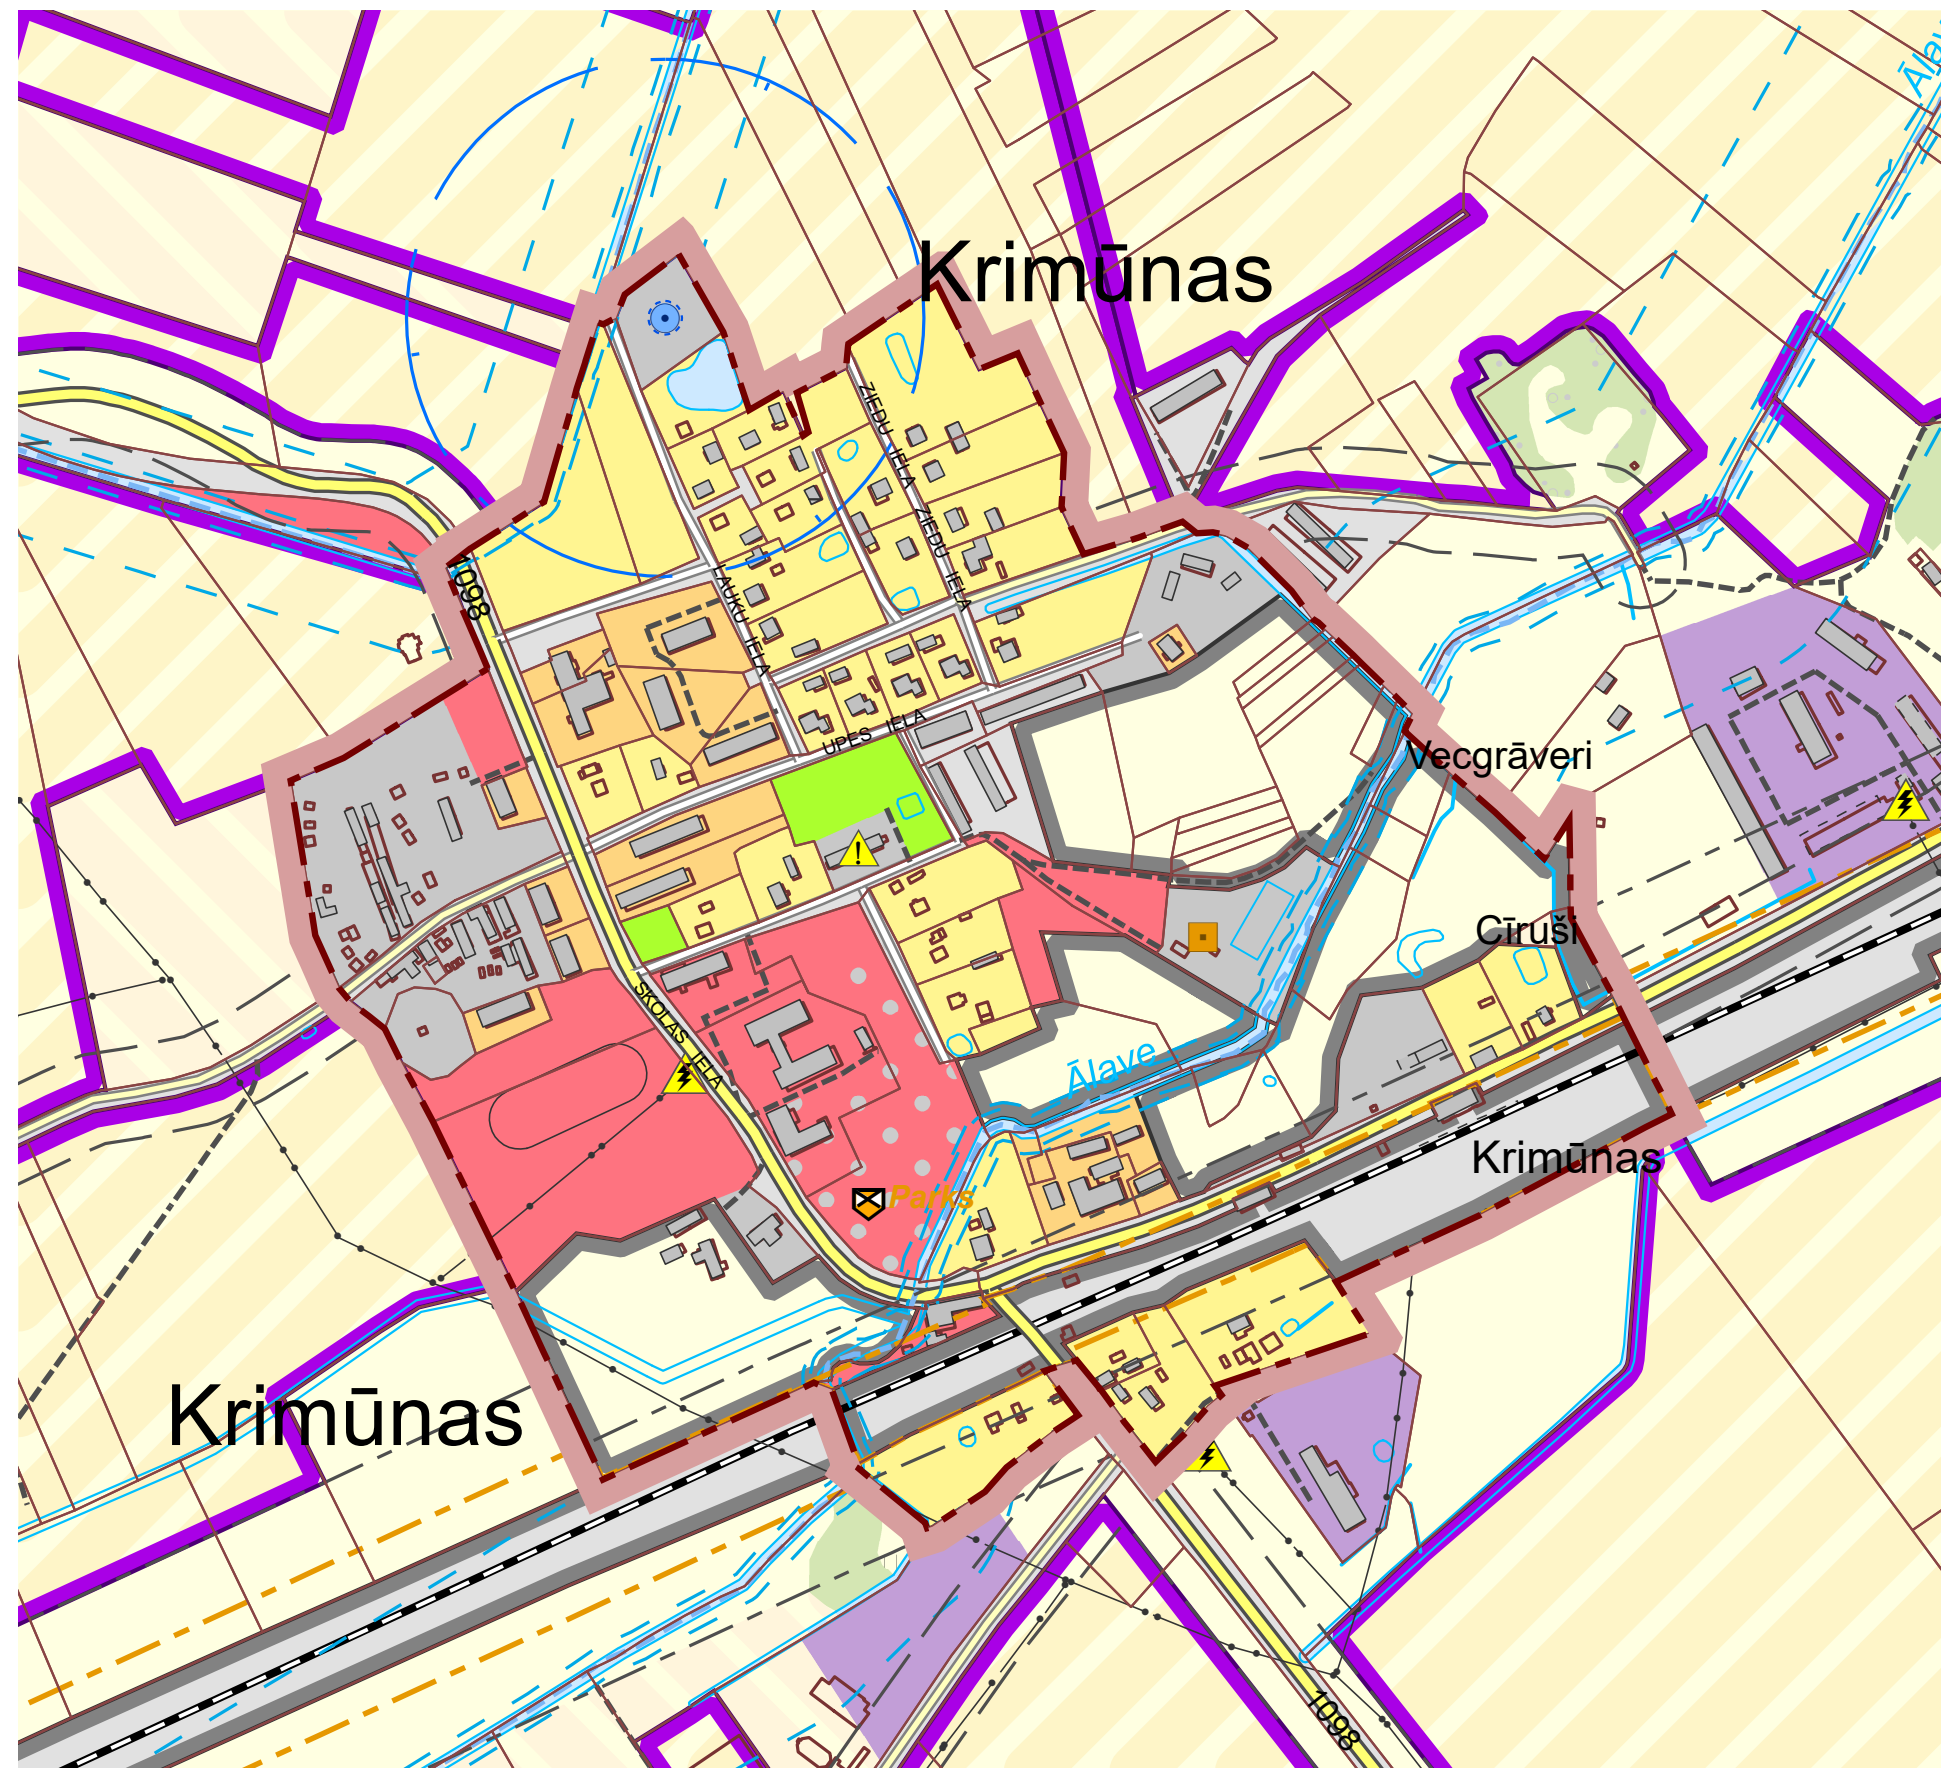 Āla
Krimūnas
ZIEDU IELA
ZIEDU IELA
1098
LAUKU IELA
UPES IELA
Vecgrāveri
!
Cīruši
SKOLAS IELA
Ālave
Krimūnas
Parks
Krimūnas
1098